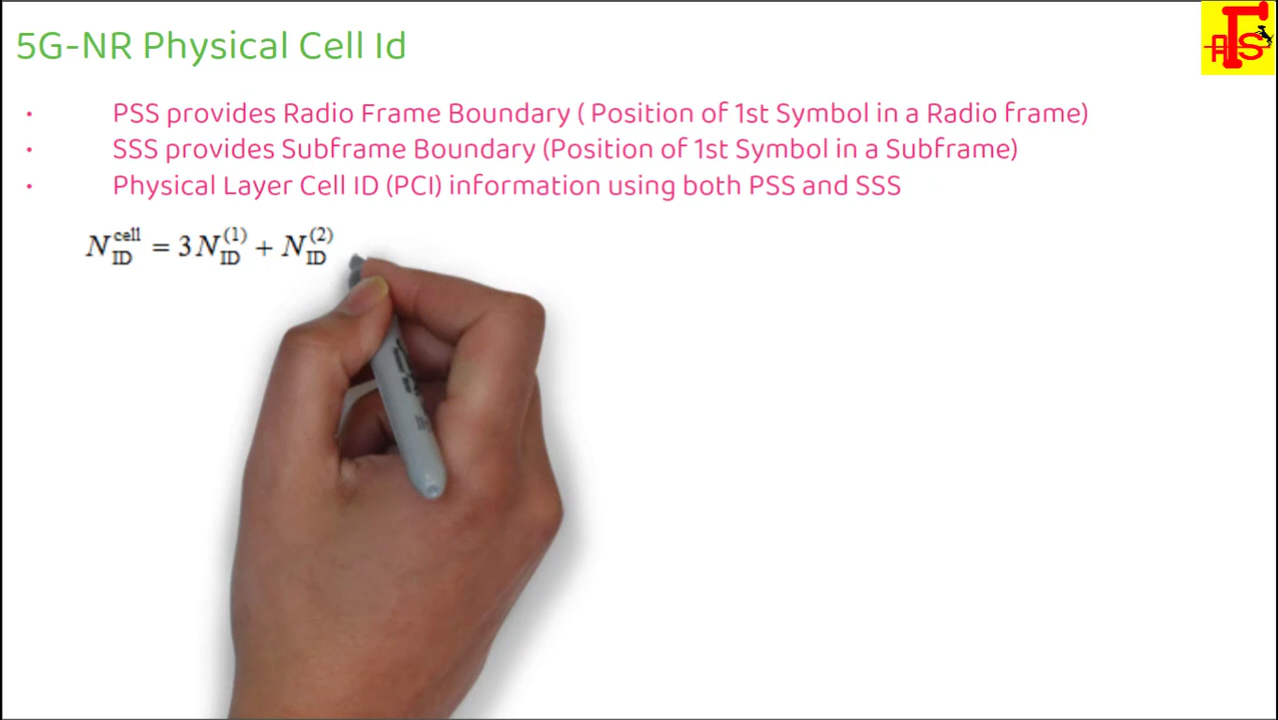 5G-NR Physical Cell Id
• PSS provides Radio Frame Boundary ( Position of 1st Symbol in a Radio frame)
• SSS provides Subframe Boundary (Position of 1st Symbol in a Subframe)
• Physical Layer Cell ID (PCI) information using both PSS and SSS
N_ID^cell = 3N_ID^(1) + N_ID^(2)